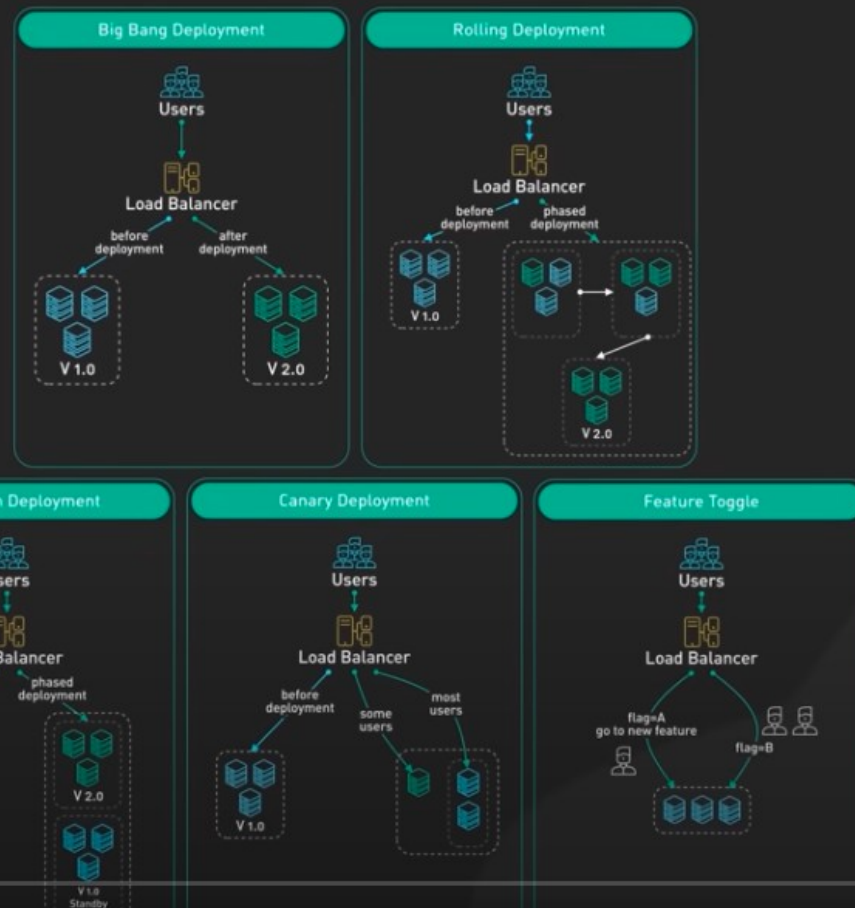 Big Bang Deployment
Users
Load Balancer
before
deployment
after
deployment
V 1.0
V 2.0
Rolling Deployment
Users
Load Balancer
before
deployment
phased
deployment
V 1.0
V 2.0
n Deployment
sers
Balancer
phased
deployment
V 2.0
V 1.0
Standby
Canary Deployment
Users
Load Balancer
before
deployment
some
users
most
users
V 1.0
Feature Toggle
Users
Load Balancer
flag=A
go to new feature
flag=B